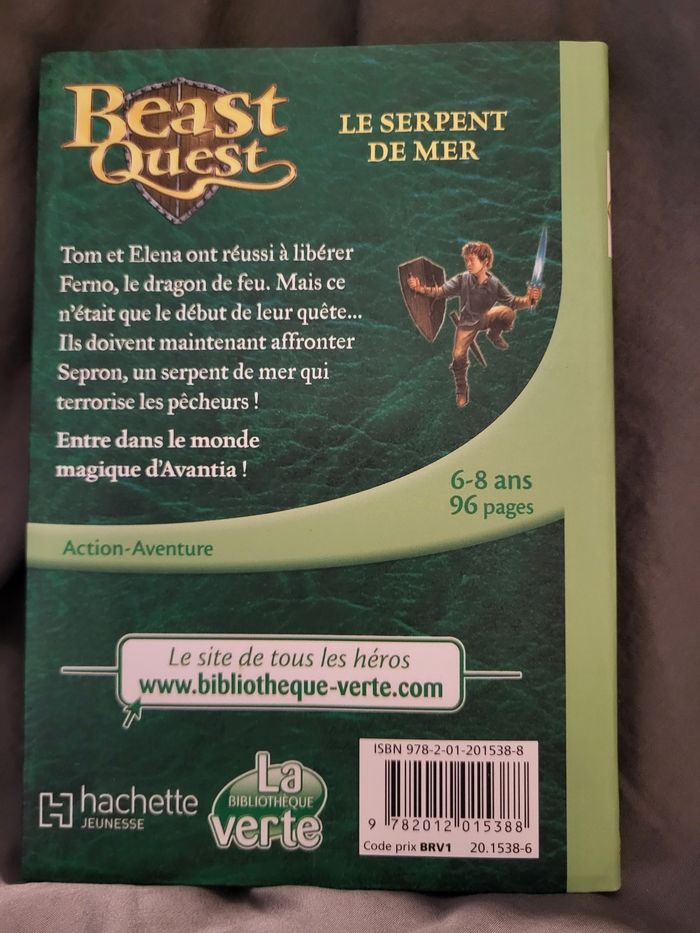 Beast
Quest
LE SERPENT
DE MER
Tom et Elena ont réussi à libérer
Ferno, le dragon de feu. Mais ce
n'était que le début de leur quête...
Ils doivent maintenant affronter
Sepron, un serpent de mer qui
terrorise les pêcheurs !
Entre dans le monde
magique d'Avantia !
6-8 ans
96 pages
Action-Aventure
Le site de tous les héros
www.bibliotheque-verte.com
hachette
JEUNESSE
La
BIBLIOTHÈQUE
verte
ISBN 978-2-01-201538-8
9 782012 015388
Code prix BRV1 20.1538-6